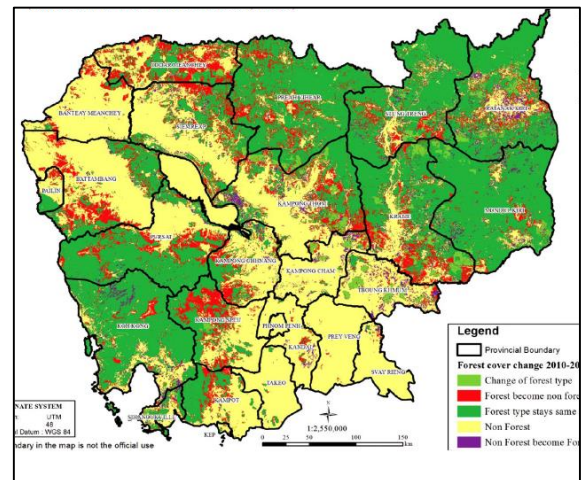 BANTEAY MEANCHEY
PREAH VIHEAR
STUNG TRENG
SIEM REAP
BATTAMBANG
PAILIN
KAMPONG THOM
KRATIE
PURSAT
KAMPONG CHHNANG
KAMPONG CHAM
TBOUNG KHMUM
KOH KONG
PHNOM PENH
KANDAL
PREY VENG
SVAY RIENG
TAKEO
KAMPOT
KEP
Legend
Provincial Boundary
Forest cover change 2010-20
Change of forest type
Forest become non fore
Forest type stays same
Non Forest
Non Forest become For
NATE SYSTEM
UTM
48
l Datum : WGS 84
ndary in the map is not the official use
N
1:2,550,000
0 25 50 100 150
km